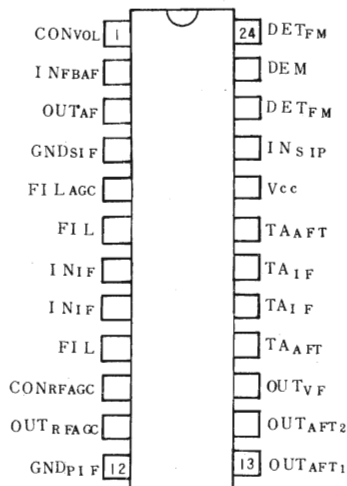 CONVOL 1 24 DETFM
INFBAF DEM
OUTAF DETFM
GNDSIF INSIP
FILAGC Vcc
FIL TAAFT
INIF TAIF
INIF TAIF
FIL TAAFT
CONRFAGC OUTVF
OUTRFAGC OUTAFT2
GNDPIF 12 13 OUTAFT1